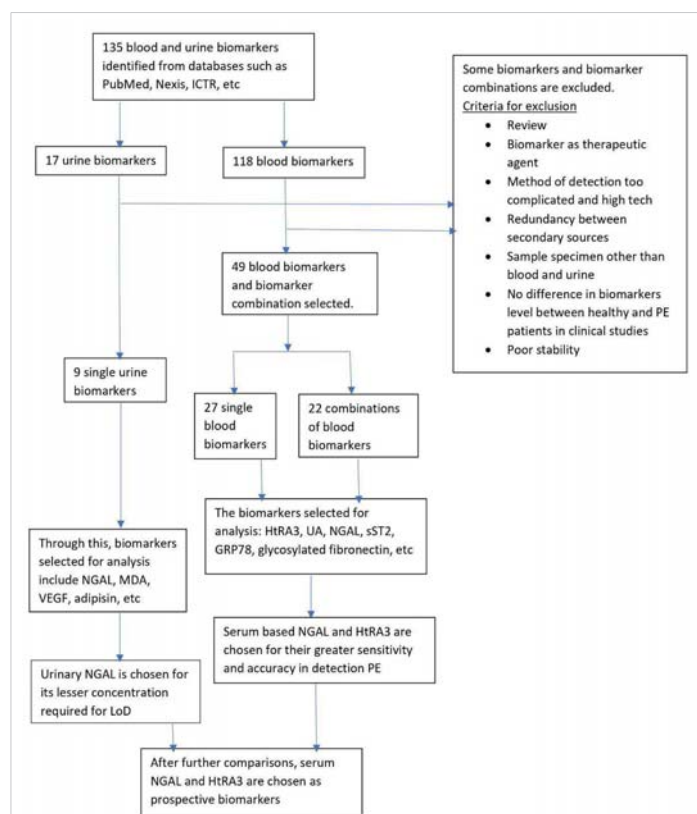 135 blood and urine biomarkers
identified from databases such as
PubMed, Nexis, ICTR, etc
Some biomarkers and biomarker
combinations are excluded.
Criteria for exclusion
• Review
• Biomarker as therapeutic
agent
• Method of detection too
complicated and high tech
• Redundancy between
secondary sources
• Sample specimen other than
blood and urine
• No difference in biomarkers
level between healthy and PE
patients in clinical studies
• Poor stability
17 urine biomarkers
118 blood biomarkers
49 blood biomarkers
and biomarker
combination selected.
9 single urine
biomarkers
27 single
blood
biomarkers
22 combinations
of blood
biomarkers
The biomarkers selected for
analysis: HtRA3, UA, NGAL, sST2,
GRP78, glycosylated fibronectin, etc
Through this, biomarkers
selected for analysis
include NGAL, MDA,
VEGF, adipisin, etc
Serum based NGAL and HtRA3 are
chosen for their greater sensitivity
and accuracy in detection PE
Urinary NGAL is chosen for
its lesser concentration
required for LoD
After further comparisons, serum
NGAL and HtRA3 are chosen as
prospective biomarkers